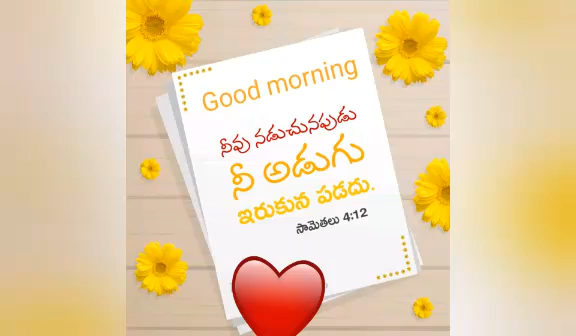 Good morning
నీవు నడుచునపుడు
నీ అడుగు
ఇరుకున పడదు.
సామెతలు 4:12